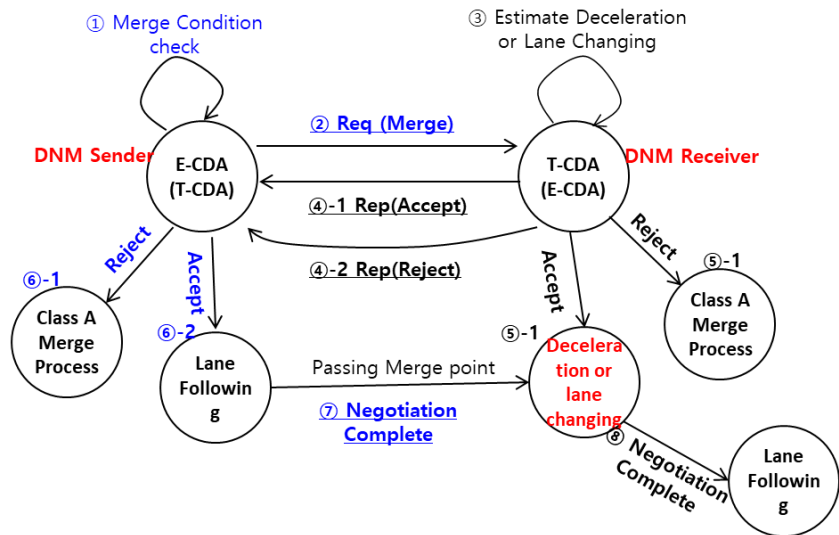 ① Merge Condition
check
③ Estimate Deceleration
or Lane Changing
② Req (Merge)
DNM Sender
E-CDA
(T-CDA)
T-CDA
(E-CDA)
DNM Receiver
④-1 Rep(Accept)
④-2 Rep(Reject)
Reject
Accept
Accept
Reject
⑥-1
⑥-2
⑤-1
⑤-1
Class A
Merge
Process
Class A
Merge
Process
Lane
Followin
g
Passing Merge point
⑦ Negotiation
Complete
Decelera
tion or
lane
changing
⑧ Negotiation
Complete
Lane
Followin
g